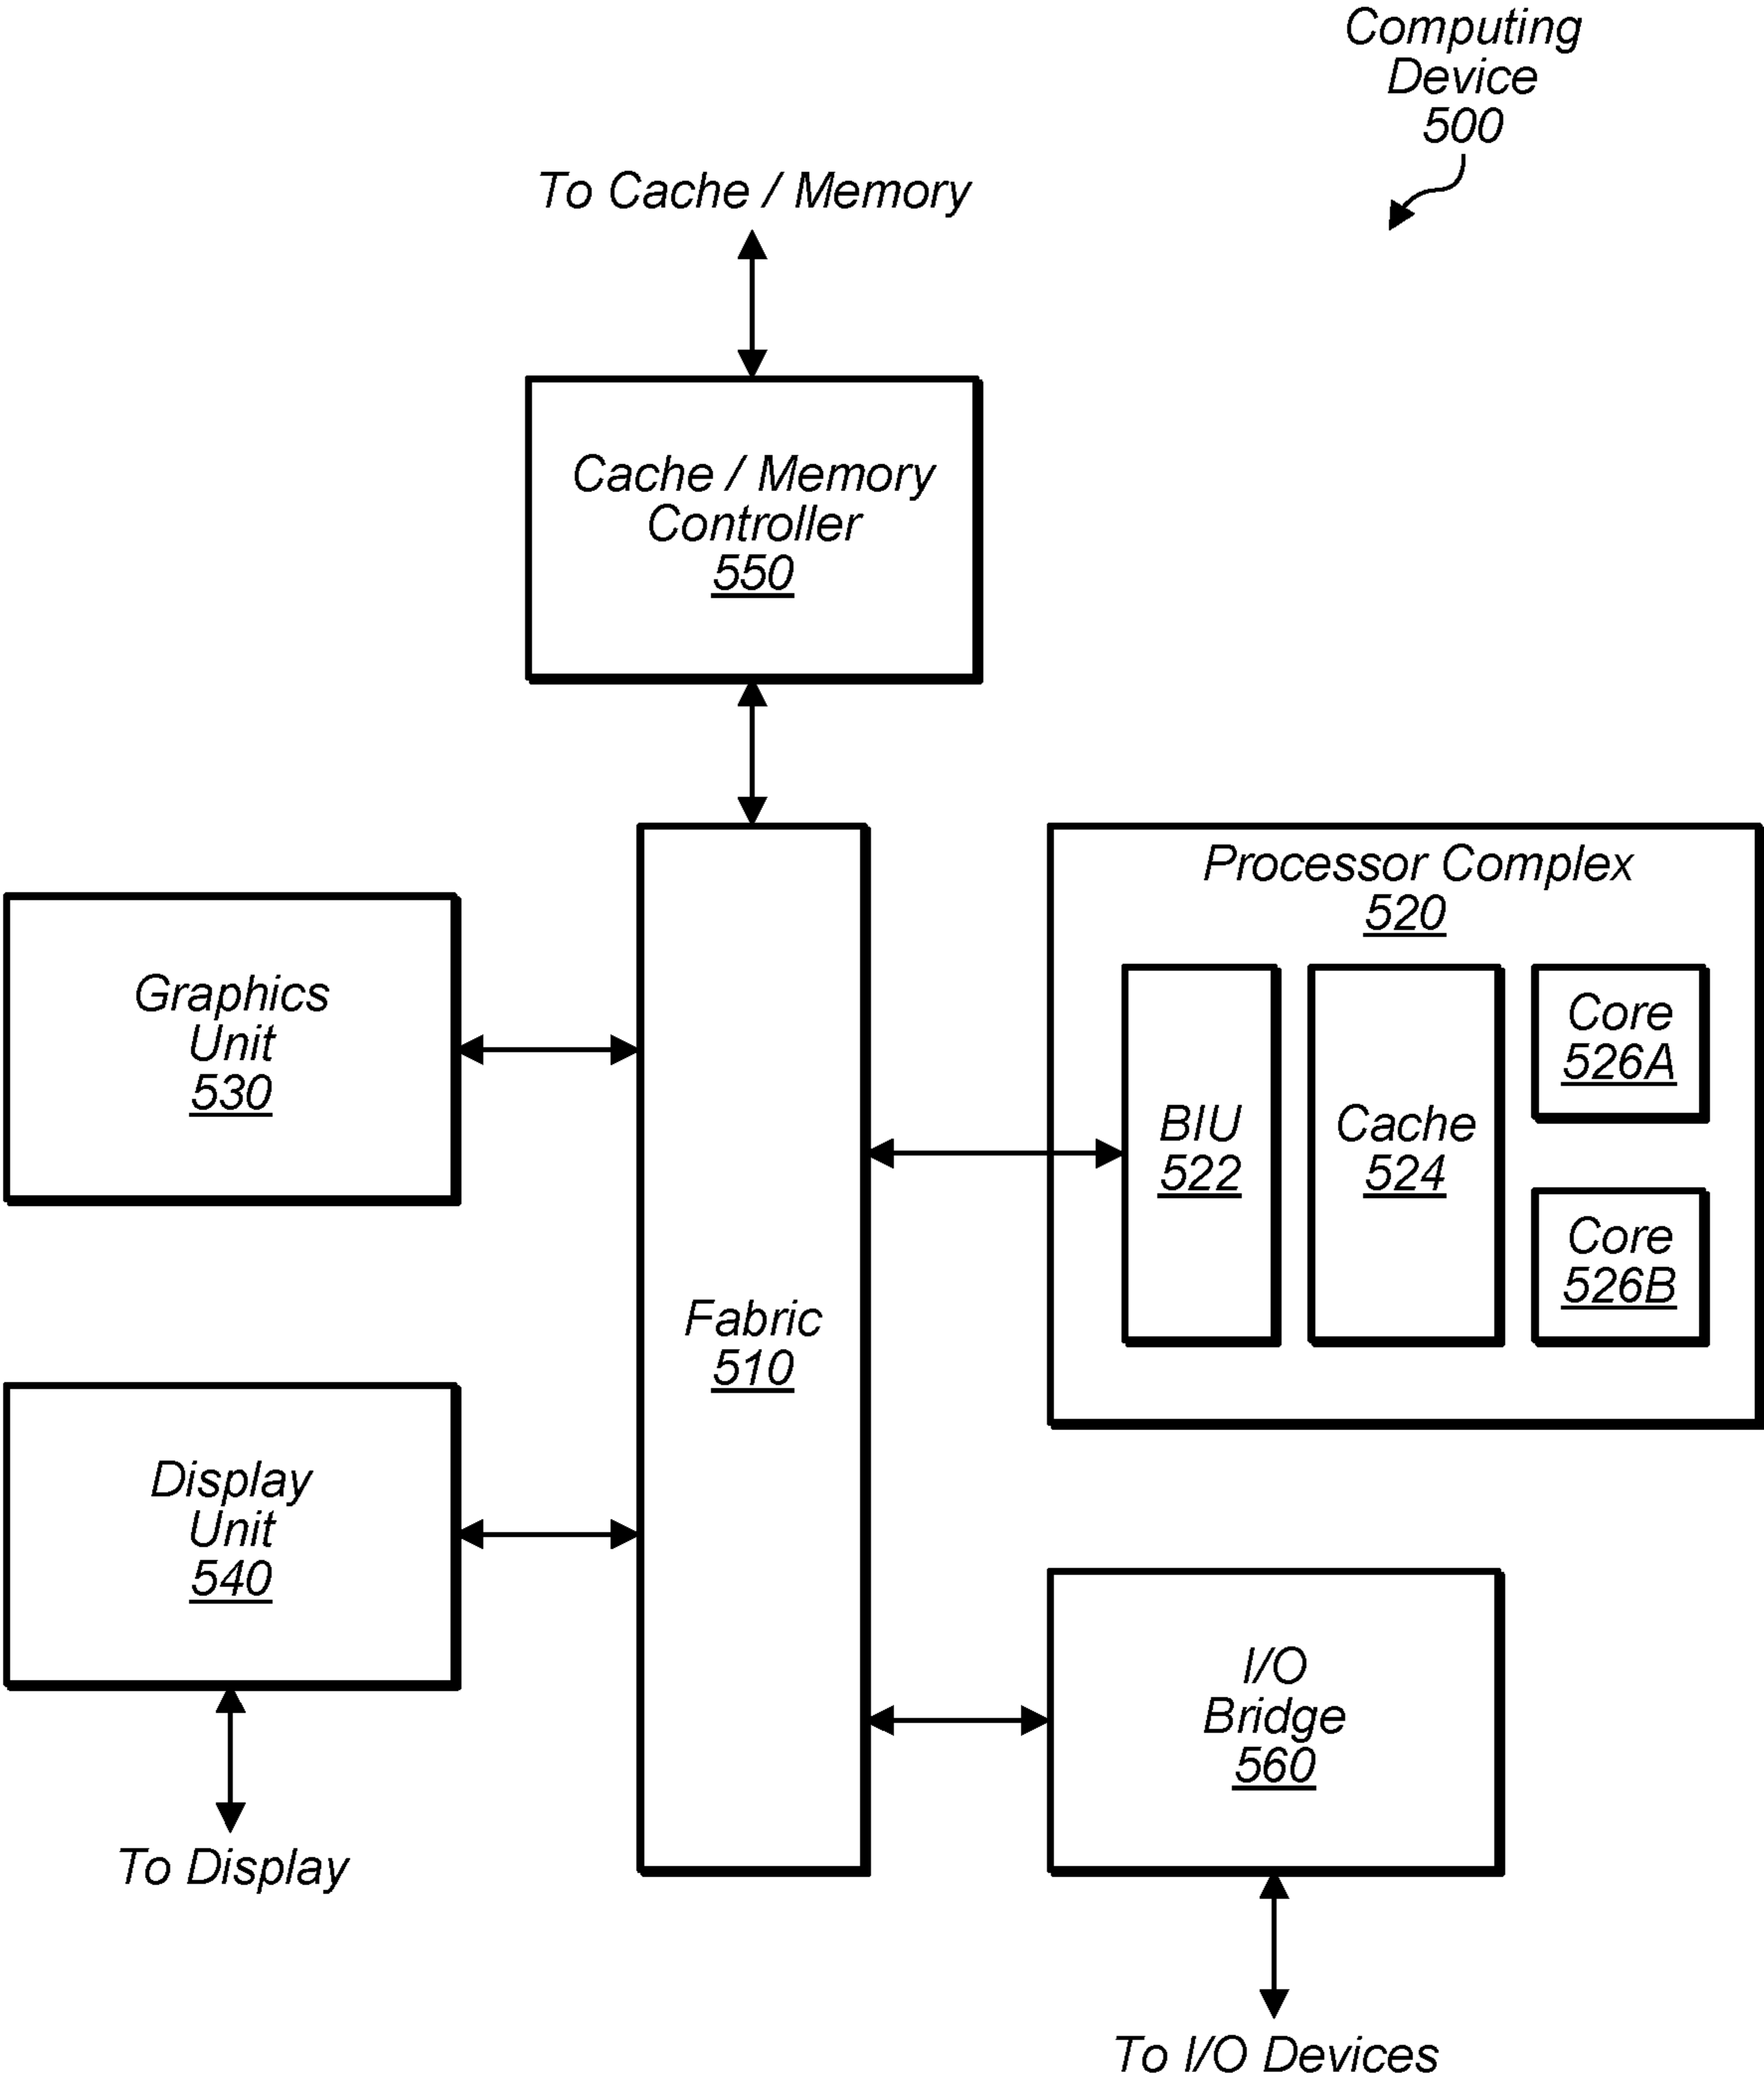 Computing
Device
500
To Cache / Memory
Cache / Memory
Controller
550
Processor Complex
520
Graphics
Unit
530
BIU
522
Cache
524
Core
526A
Core
526B
Fabric
510
Display
Unit
540
I/O
Bridge
560
To Display
To I/O Devices